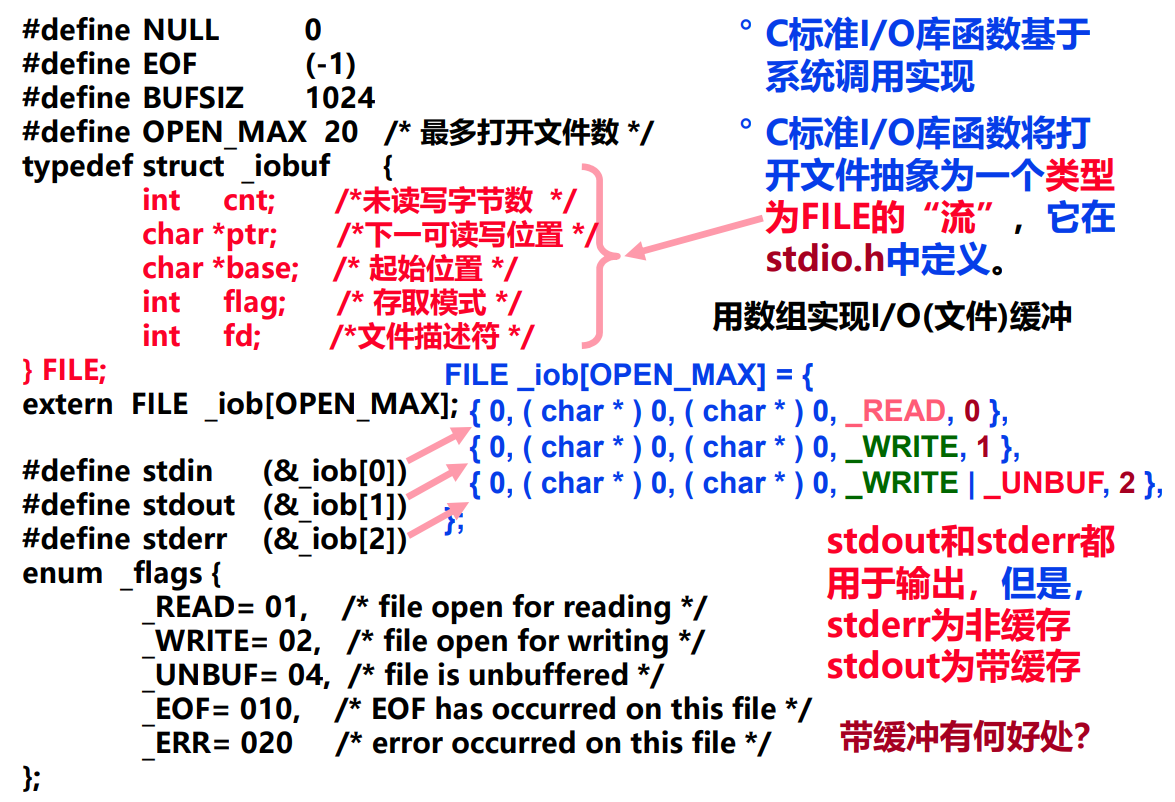 #define NULL 0
#define EOF (-1)
#define BUFSIZ 1024
#define OPEN_MAX 20 /* 最多打开文件数 */
typedef struct _iobuf {
int cnt; /*未读写字节数 */
char *ptr; /*下一可读写位置 */
char *base; /* 起始位置 */
int flag; /* 存取模式 */
int fd; /*文件描述符 */
} FILE;
extern FILE _iob[OPEN_MAX];
#define stdin (&_iob[0])
#define stdout (&_iob[1])
#define stderr (&_iob[2])
enum _flags {
_READ= 01, /* file open for reading */
_WRITE= 02, /* file open for writing */
_UNBUF= 04, /* file is unbuffered */
_EOF= 010, /* EOF has occurred on this file */
_ERR= 020 /* error occurred on this file */
};
° C标准I/O库函数基于
系统调用实现
° C标准I/O库函数将打
开文件抽象为一个类型
为FILE的“流”，它在
stdio.h中定义。
用数组实现I/O(文件)缓冲
FILE _iob[OPEN_MAX] = {
{ 0, ( char * ) 0, ( char * ) 0, _READ, 0 },
{ 0, ( char * ) 0, ( char * ) 0, _WRITE, 1 },
{ 0, ( char * ) 0, ( char * ) 0, _WRITE | _UNBUF, 2 },
};
stdout和stderr都
用于输出，但是，
stderr为非缓存
stdout为带缓存
带缓冲有何好处？